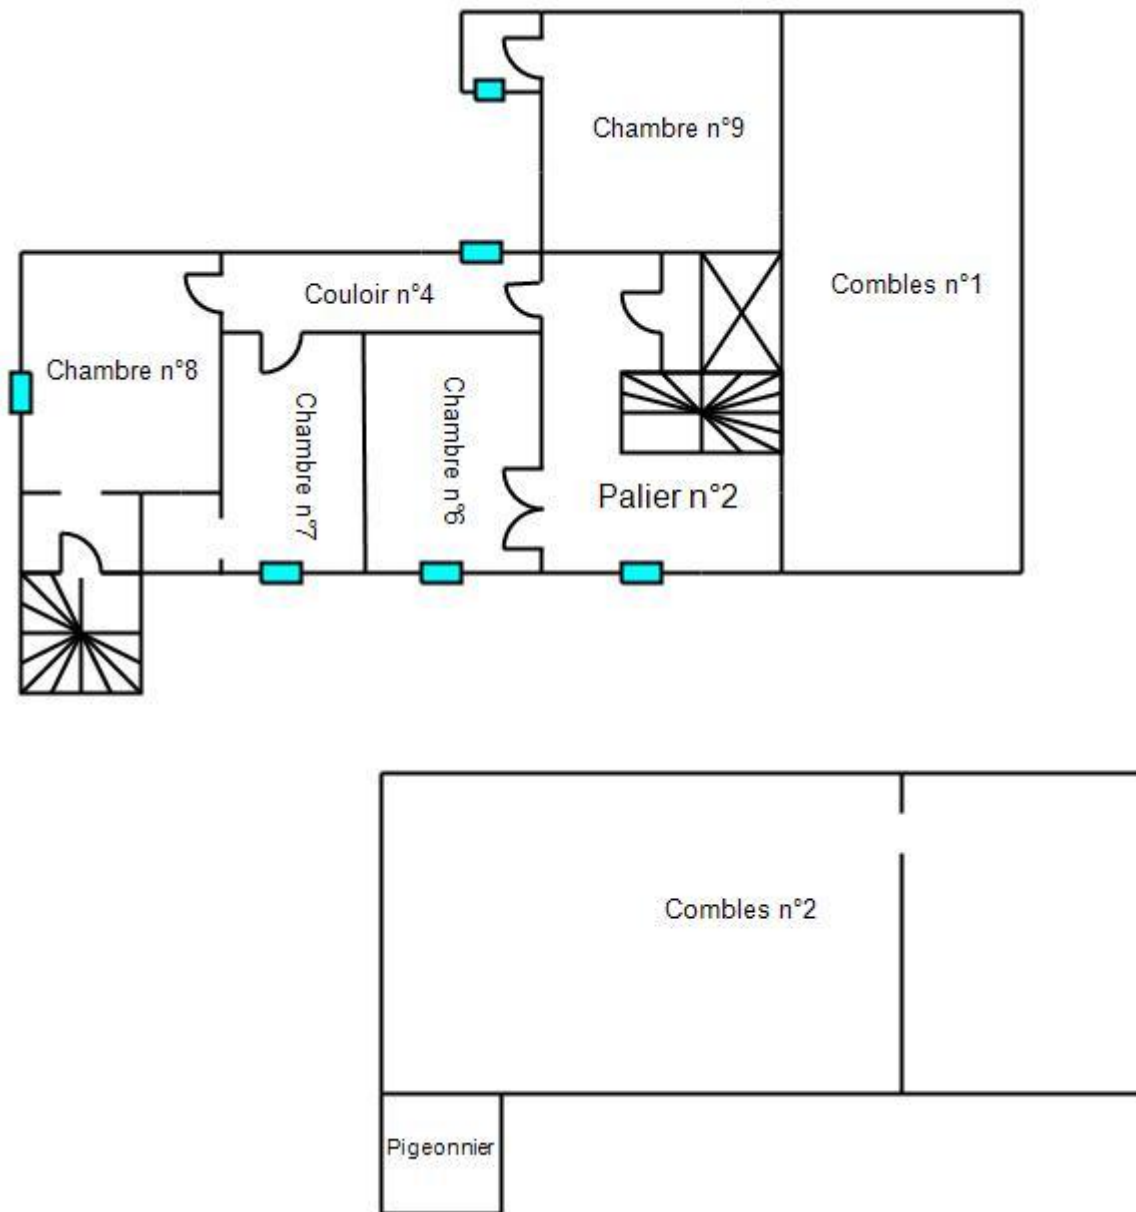 Chambre n°9
Combles n°1
Couloir n°4
Chambre n°8
Chambre n°7
Chambre n°6
Palier n°2
Combles n°2
Pigeonnier